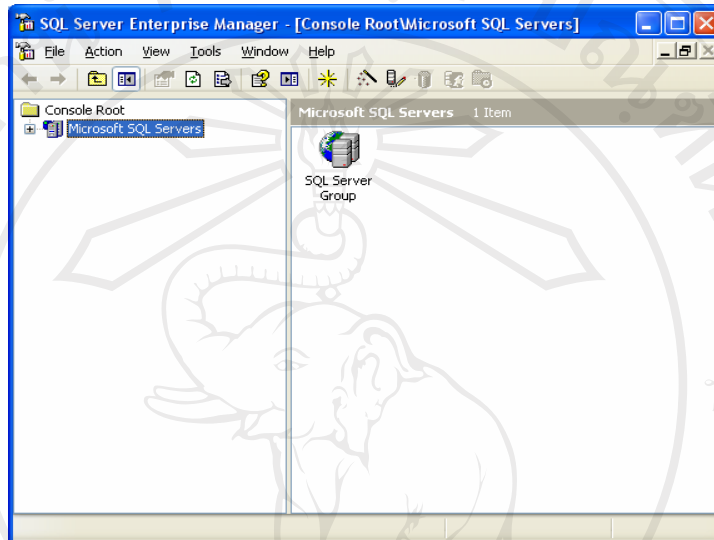 SQL Server Enterprise Manager - [Console Root\Microsoft SQL Servers]
File Action View Tools Window Help
Console Root
Microsoft SQL Servers
Microsoft SQL Servers 1 Item
SQL Server
Group